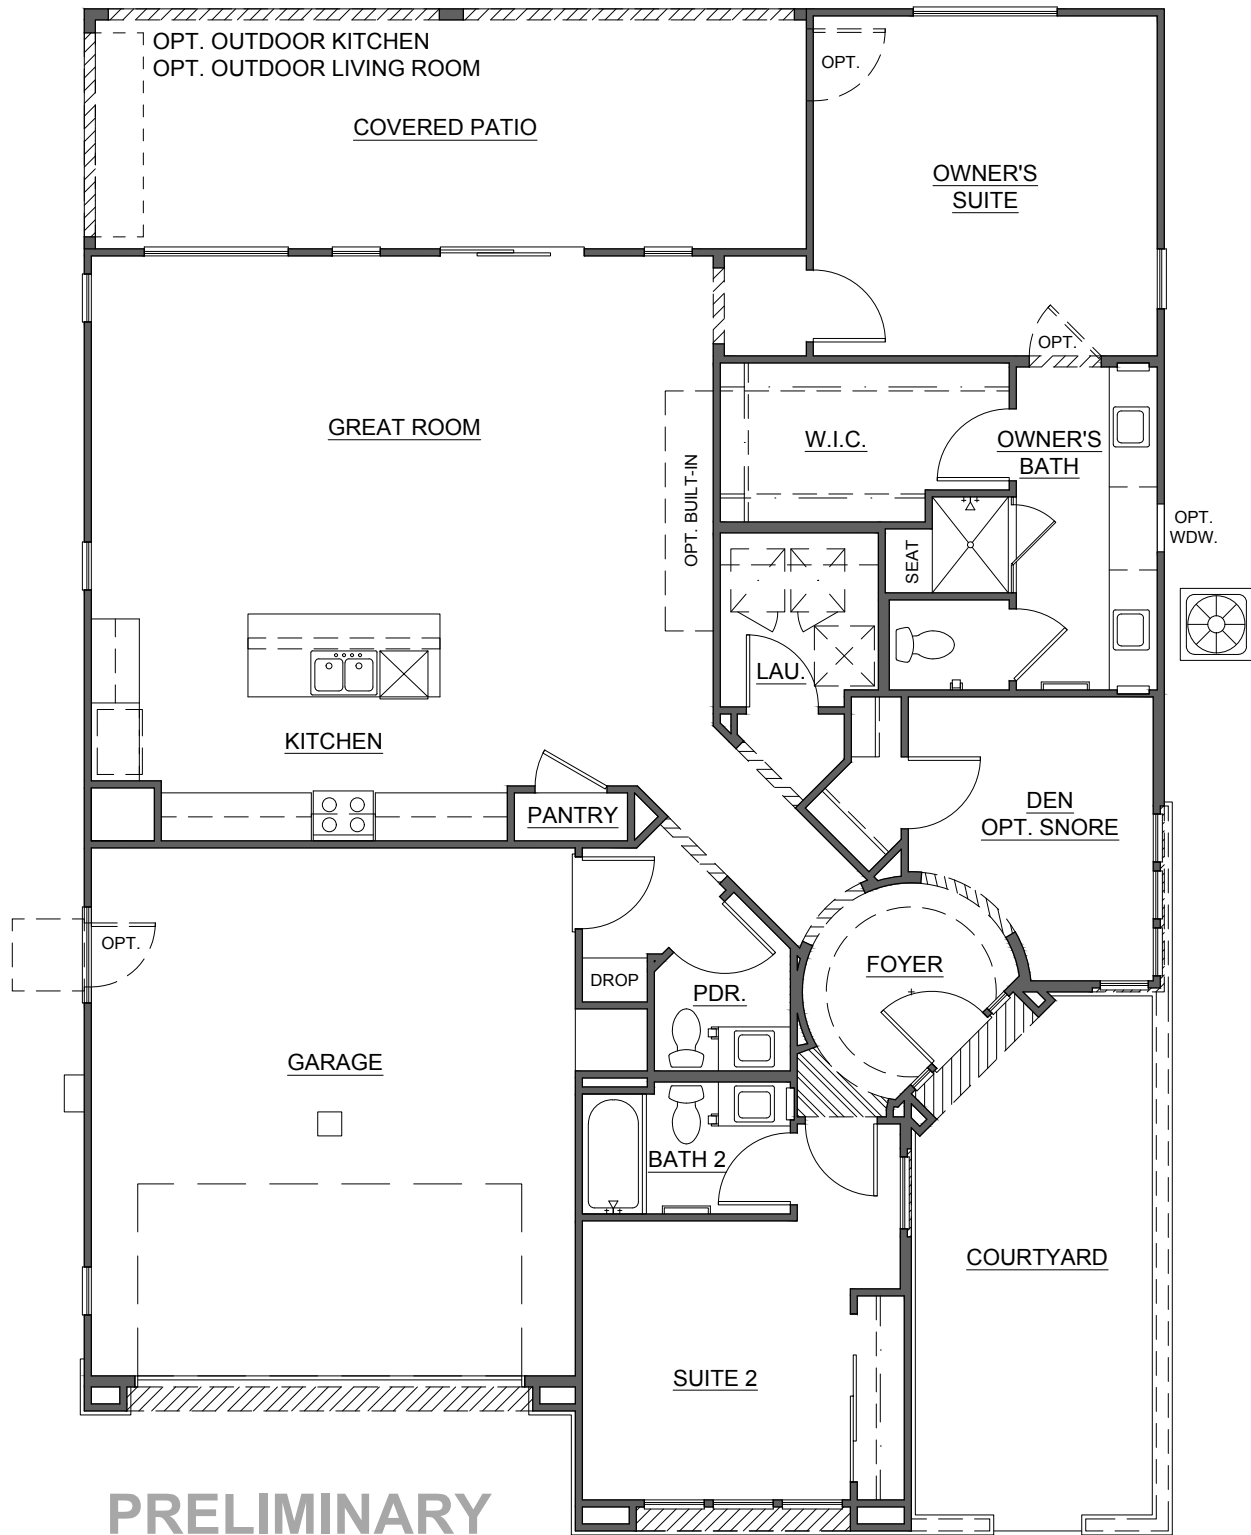 OPT. OUTDOOR KITCHEN
OPT. OUTDOOR LIVING ROOM
COVERED PATIO
OPT.
OWNER'S
SUITE
OPT.
GREAT ROOM
OPT. BUILT-IN
W.I.C.
OWNER'S
BATH
OPT.
WDW.
SEAT
LAU.
KITCHEN
PANTRY
DEN
OPT. SNORE
OPT.
FOYER
DROP
PDR.
GARAGE
BATH 2
COURTYARD
SUITE 2
PRELIMINARY